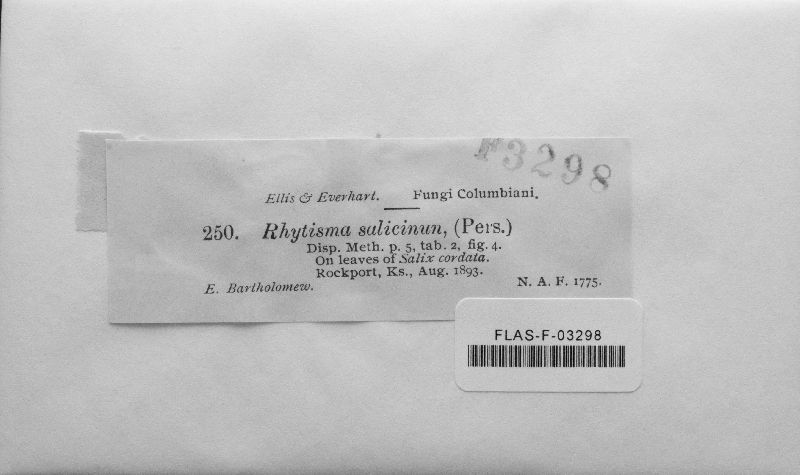 F3298
Ellis & Everhart. Fungi Columbiani.
250. Rhytisma salicinun, (Pers.)
Disp. Meth. p. 5, tab. 2, fig. 4.
On leaves of Salix cordata.
Rockport, Ks., Aug. 1893.
E. Bartholomew. N. A. F. 1775.
FLAS-F-03298